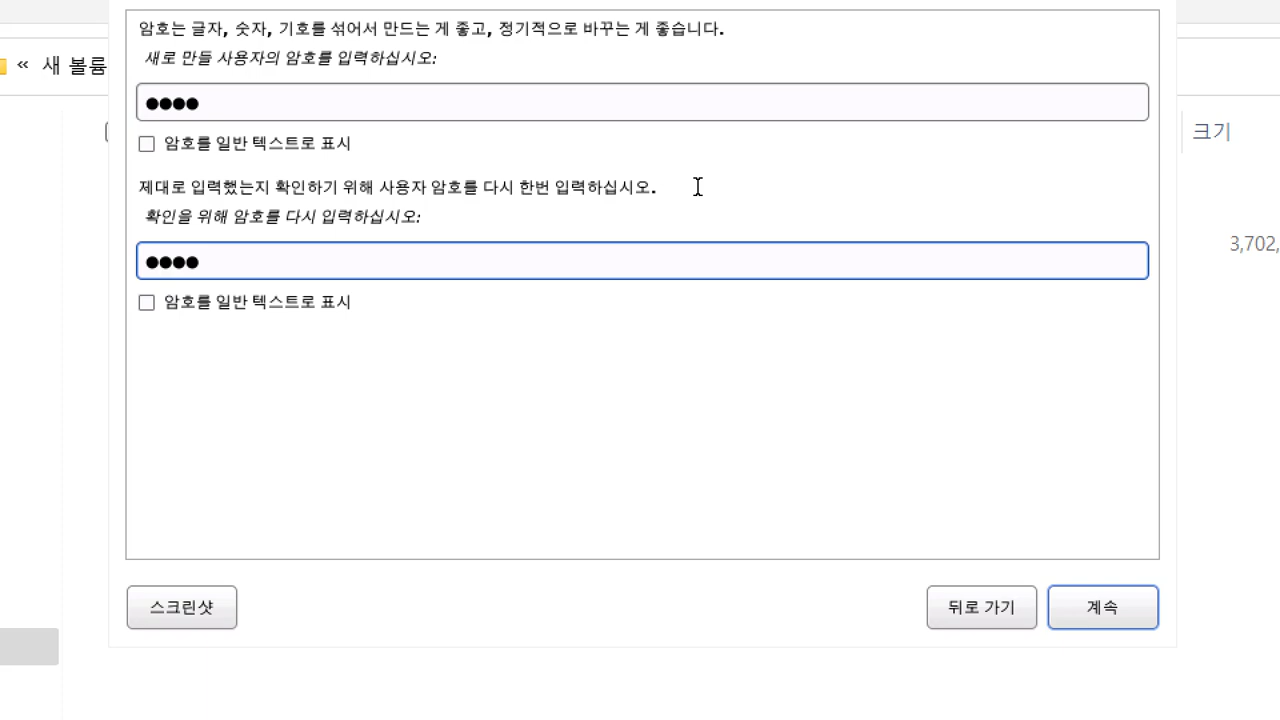 암호는 글자, 숫자, 기호를 섞어서 만드는 게 좋고, 정기적으로 바꾸는 게 좋습니다.
새로 만들 사용자의 암호를 입력하십시오:
« 새 볼륨
●●●●
크기
암호를 일반 텍스트로 표시
제대로 입력했는지 확인하기 위해 사용자 암호를 다시 한번 입력하십시오.
확인을 위해 암호를 다시 입력하십시오:
3,702,
●●●●
암호를 일반 텍스트로 표시
스크린샷
뒤로 가기
계속